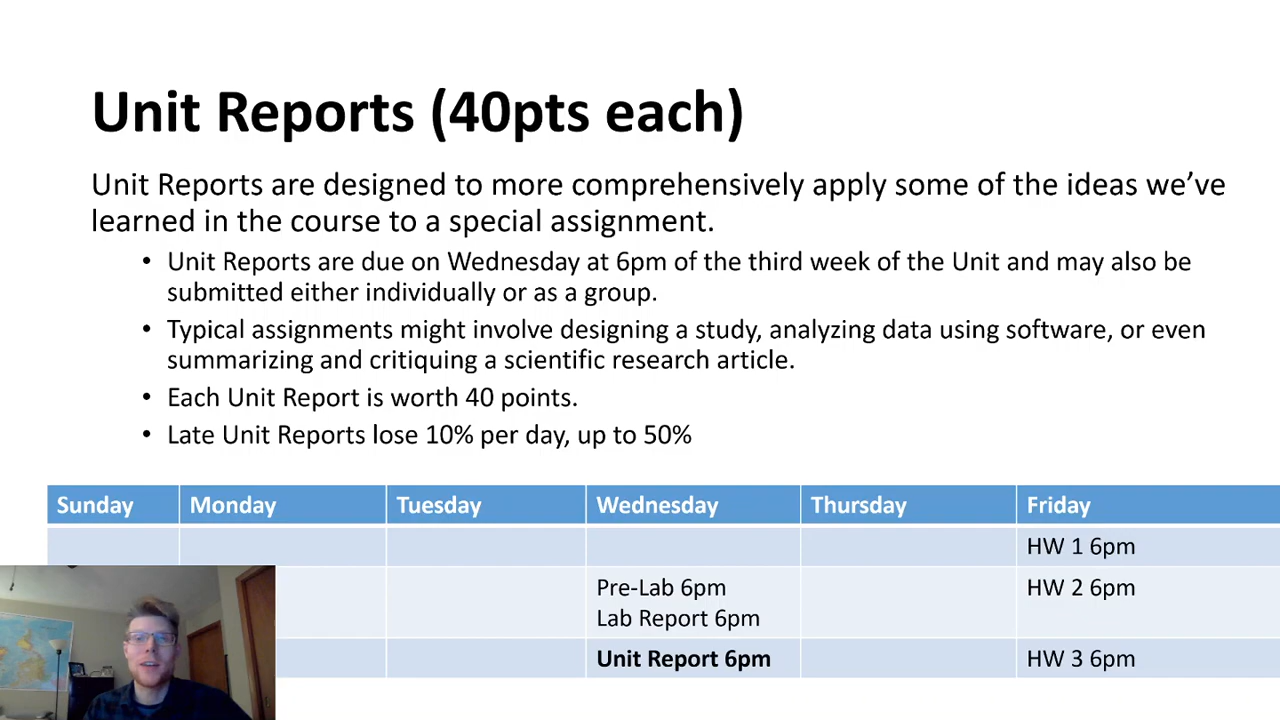 Unit Reports (40pts each)
Unit Reports are designed to more comprehensively apply some of the ideas we’ve
learned in the course to a special assignment.
• Unit Reports are due on Wednesday at 6pm of the third week of the Unit and may also be
submitted either individually or as a group.
• Typical assignments might involve designing a study, analyzing data using software, or even
summarizing and critiquing a scientific research article.
• Each Unit Report is worth 40 points.
• Late Unit Reports lose 10% per day, up to 50%
Sunday Monday Tuesday Wednesday Thursday Friday
HW 1 6pm
Pre-Lab 6pm HW 2 6pm
Lab Report 6pm
Unit Report 6pm HW 3 6pm